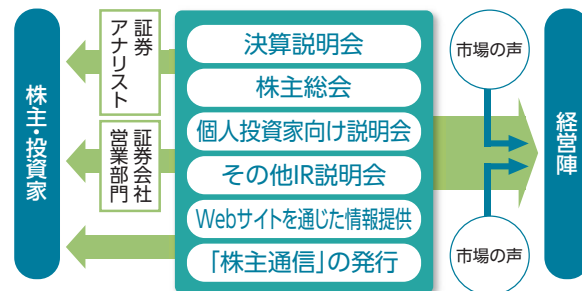 株主・投資家
証券
アナリスト
証券会社
営業部門
決算説明会
株主総会
個人投資家向け説明会
その他IR説明会
Webサイトを通じた情報提供
「株主通信」の発行
市場の声
市場の声
経営陣